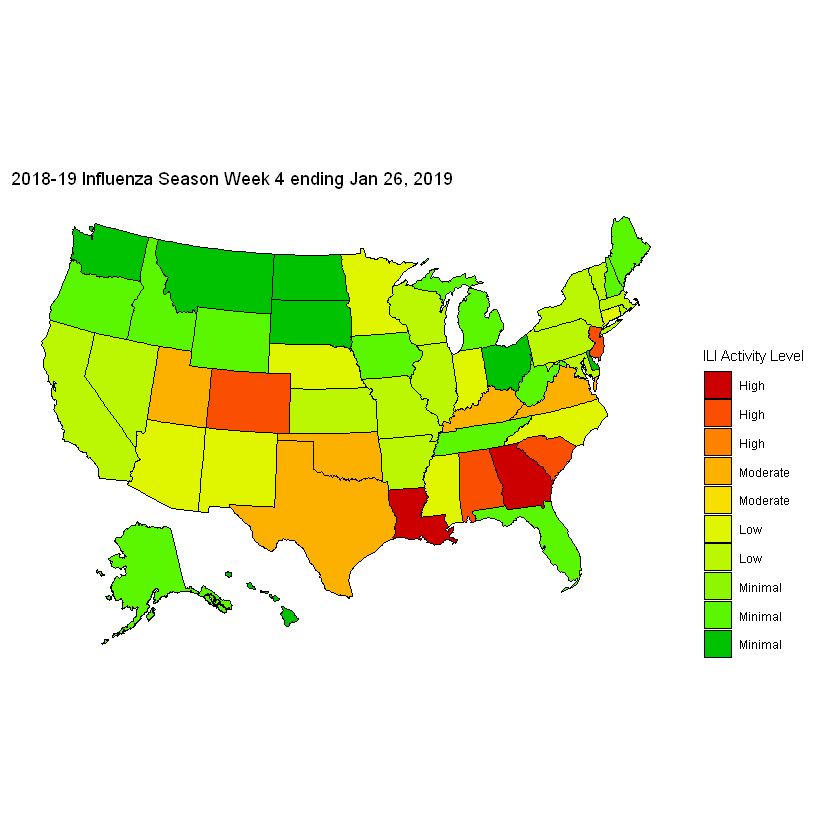 2018-19 Influenza Season Week 4 ending Jan 26, 2019
ILI Activity Level
High
High
High
Moderate
Moderate
Low
Low
Minimal
Minimal
Minimal